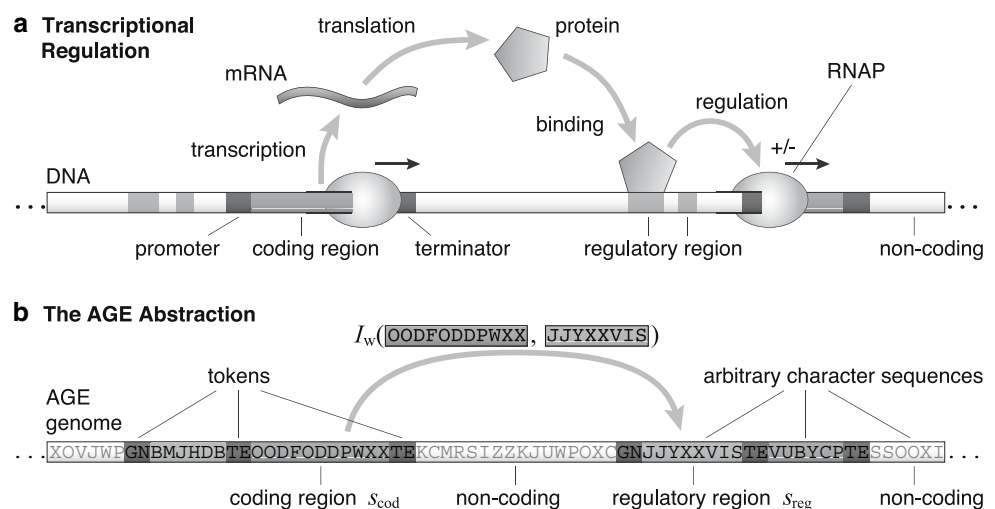 a Transcriptional
Regulation
translation
protein
mRNA
RNAP
binding
regulation
transcription
+/-
DNA
...
...
promoter
coding region
terminator
regulatory region
non-coding
b The AGE Abstraction
Iw(OODFODDPWXX, JJYXXVIS)
tokens
arbitrary character sequences
AGE
genome
...XOVJWPGNBMJHDBTEOODFODDPWXXTEKCMRSIZZKJUWPOXCGNJJYXXVISTEVUBYCPTESSOOXI...
coding region scod
non-coding
regulatory region sreg
non-coding